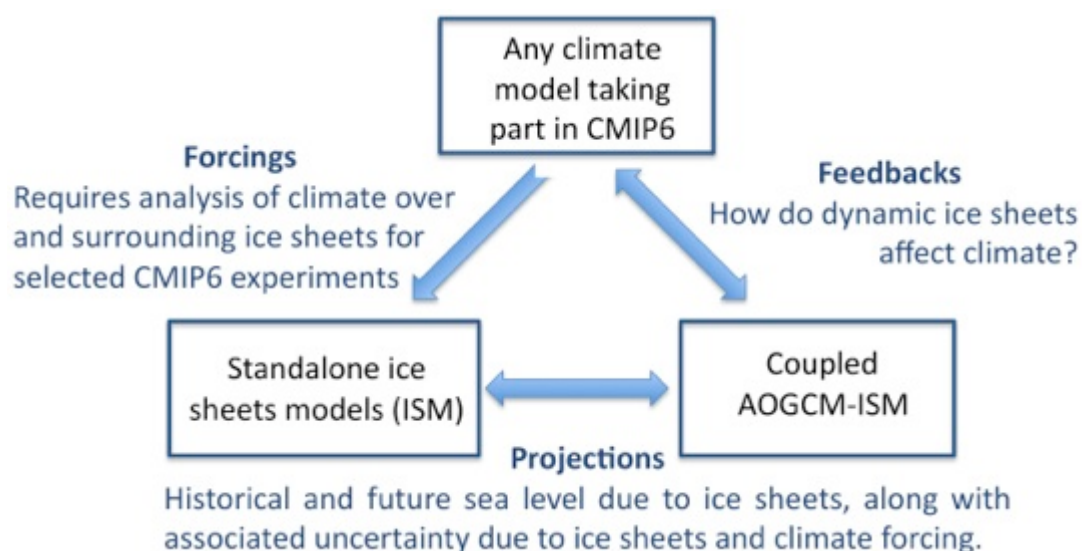 Any climate
model taking
part in CMIP6
Forcings
Requires analysis of climate over
and surrounding ice sheets for
selected CMIP6 experiments
Feedbacks
How do dynamic ice sheets
affect climate?
Standalone ice
sheets models (ISM)
Coupled
AOGCM-ISM
Projections
Historical and future sea level due to ice sheets, along with
associated uncertainty due to ice sheets and climate forcing.